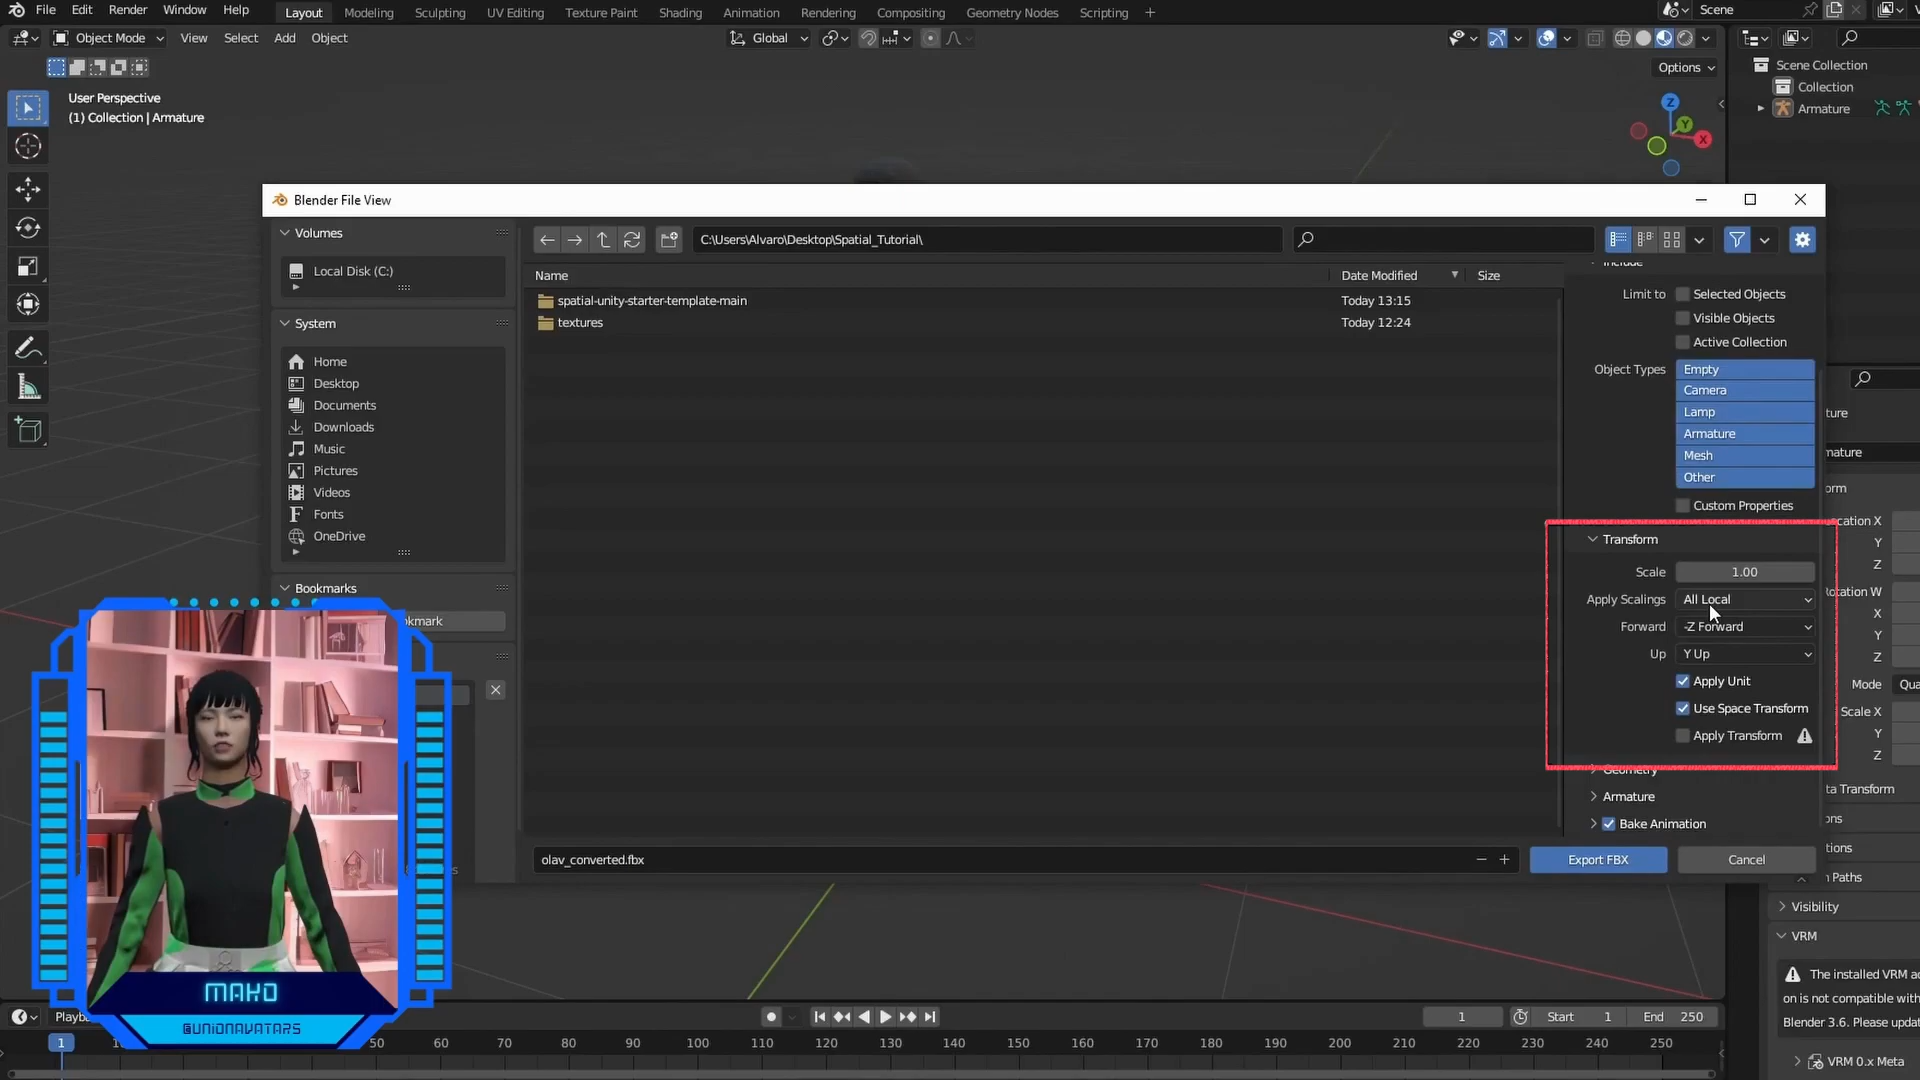 File Edit Render Window Help
Layout Modeling Sculpting UV Editing Texture Paint Shading Animation Rendering Compositing Geometry Nodes Scripting +
Scene
Object Mode View Select Add Object
Global
Options
User Perspective
(1) Collection | Armature
Scene Collection
Collection
Armature
Z
Y
X
Blender File View
Volumes
Local Disk (C:)
System
Home
Desktop
Documents
Downloads
Music
Pictures
Videos
Fonts
OneDrive
Bookmarks
C:\Users\Alvaro\Desktop\Spatial_Tutorial\
Name Date Modified Size
spatial-unity-starter-template-main Today 13:15
textures Today 12:24
Include
Limit to Selected Objects
Visible Objects
Active Collection
Object Types Empty
Camera
Lamp
Armature
Mesh
Other
Custom Properties
Transform
Scale 1.00
Apply Scalings All Local
Forward -Z Forward
Up Y Up
Apply Unit
Use Space Transform
Apply Transform
Geometry
Armature
Bake Animation
olav_converted.fbx
Export FBX Cancel
X
Y
Z
W
X
Y
Z
Mode
Scale X
Y
Z
Transform
Paths
Visibility
VRM
The installed VRM
on is not compatible with
Blender 3.6. Please
VRM 0.x Meta
MAKO
@UNIONAVATARS
1 Start 1 End 250
1 50 60 70 80 90 100 110 120 130 140 150 160 170 180 190 200 210 220 230 240 250